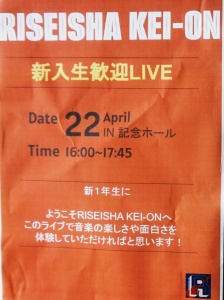 RISEISHA KEI-ON
新入生歓迎LIVE
Date 22 April
IN 記念ホール
Time 16:00~17:45
新1年生に
ようこそRISEISHA KEI-ONへ
このライブで音楽の楽しさや面白さを
体験していただければと思います！